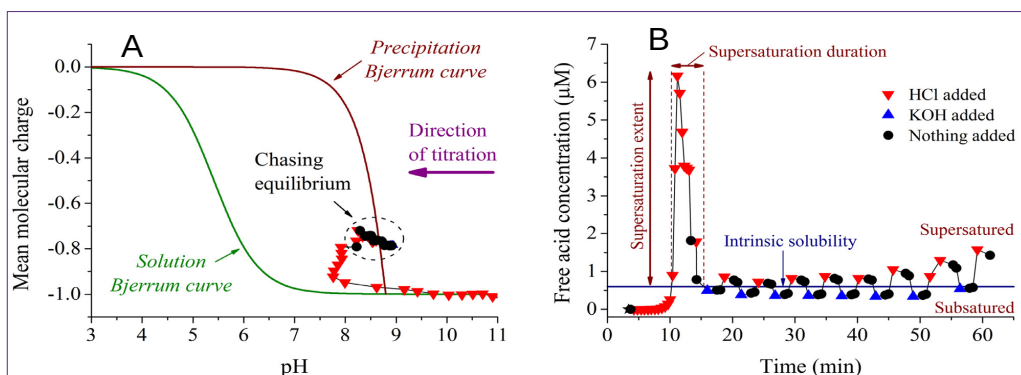 A
Precipitation
Bjerrum curve
Direction
of titration
Chasing
equilibrium
Solution
Bjerrum curve
Mean molecular charge
0.0
-0.2
-0.4
-0.6
-0.8
-1.0
3 4 5 6 7 8 9 10 11
pH
B
Supersaturation duration
Supersaturation extent
HCl added
KOH added
Nothing added
Intrinsic solubility
Supersatured
Subsatured
Free acid concentration (µM)
7
6
5
4
3
2
1
0
0 10 20 30 40 50 60
Time (min)